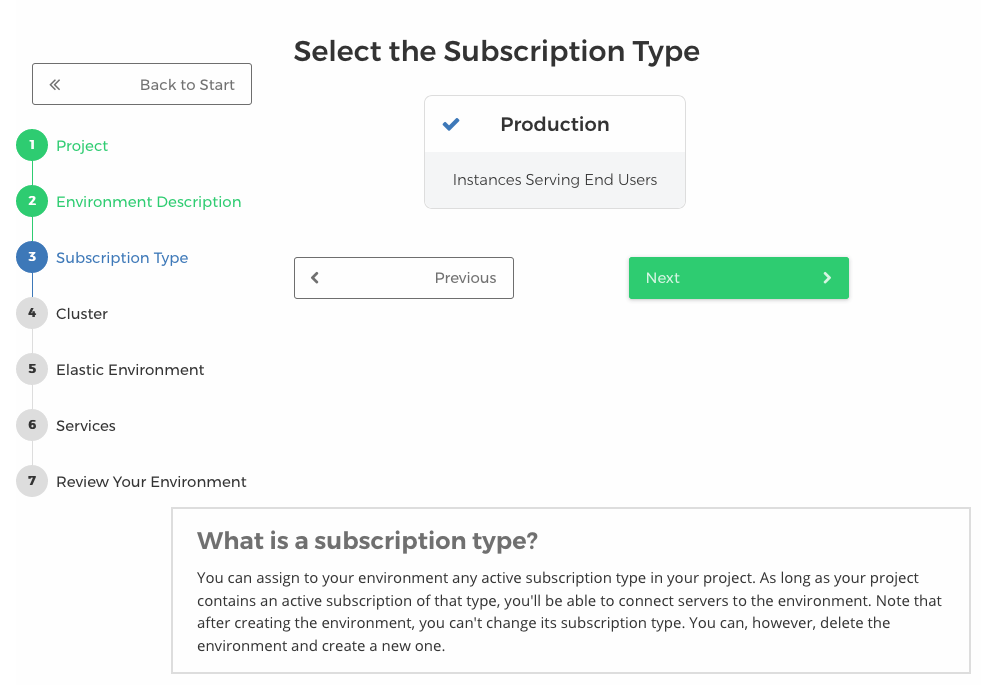 Select the Subscription Type
Back to Start
1 Project
2 Environment Description
3 Subscription Type
4 Cluster
5 Elastic Environment
6 Services
7 Review Your Environment
Production
Instances Serving End Users
Previous
Next
What is a subscription type?
You can assign to your environment any active subscription type in your project. As long as your project
contains an active subscription of that type, you'll be able to connect servers to the environment. Note that
after creating the environment, you can't change its subscription type. You can, however, delete the
environment and create a new one.